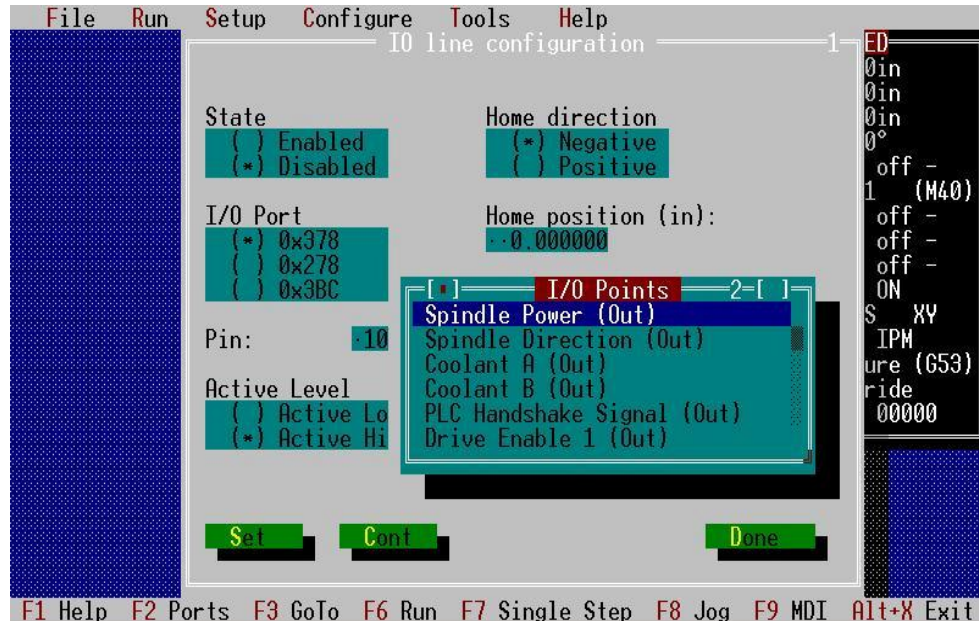 File Run Setup Configure Tools Help
IO line configuration 1
ED
0in
0in
0in
0°
off -
1 (M40)
off -
off -
off -
ON
S XY
IPM
ure (G53)
ride
00000
State
( ) Enabled
(*) Disabled
Home direction
(*) Negative
( ) Positive
I/O Port
(*) 0x378
( ) 0x278
( ) 0x3BC
Home position (in):
··0.000000
Pin: ·10
Active Level
( ) Active Lo
(*) Active Hi
[▪] I/O Points 2=[ ]
Spindle Power (Out)
Spindle Direction (Out)
Coolant A (Out)
Coolant B (Out)
PLC Handshake Signal (Out)
Drive Enable 1 (Out)
Set Cont Done
F1 Help F2 Ports F3 GoTo F6 Run F7 Single Step F8 Jog F9 MDI Alt+X Exit